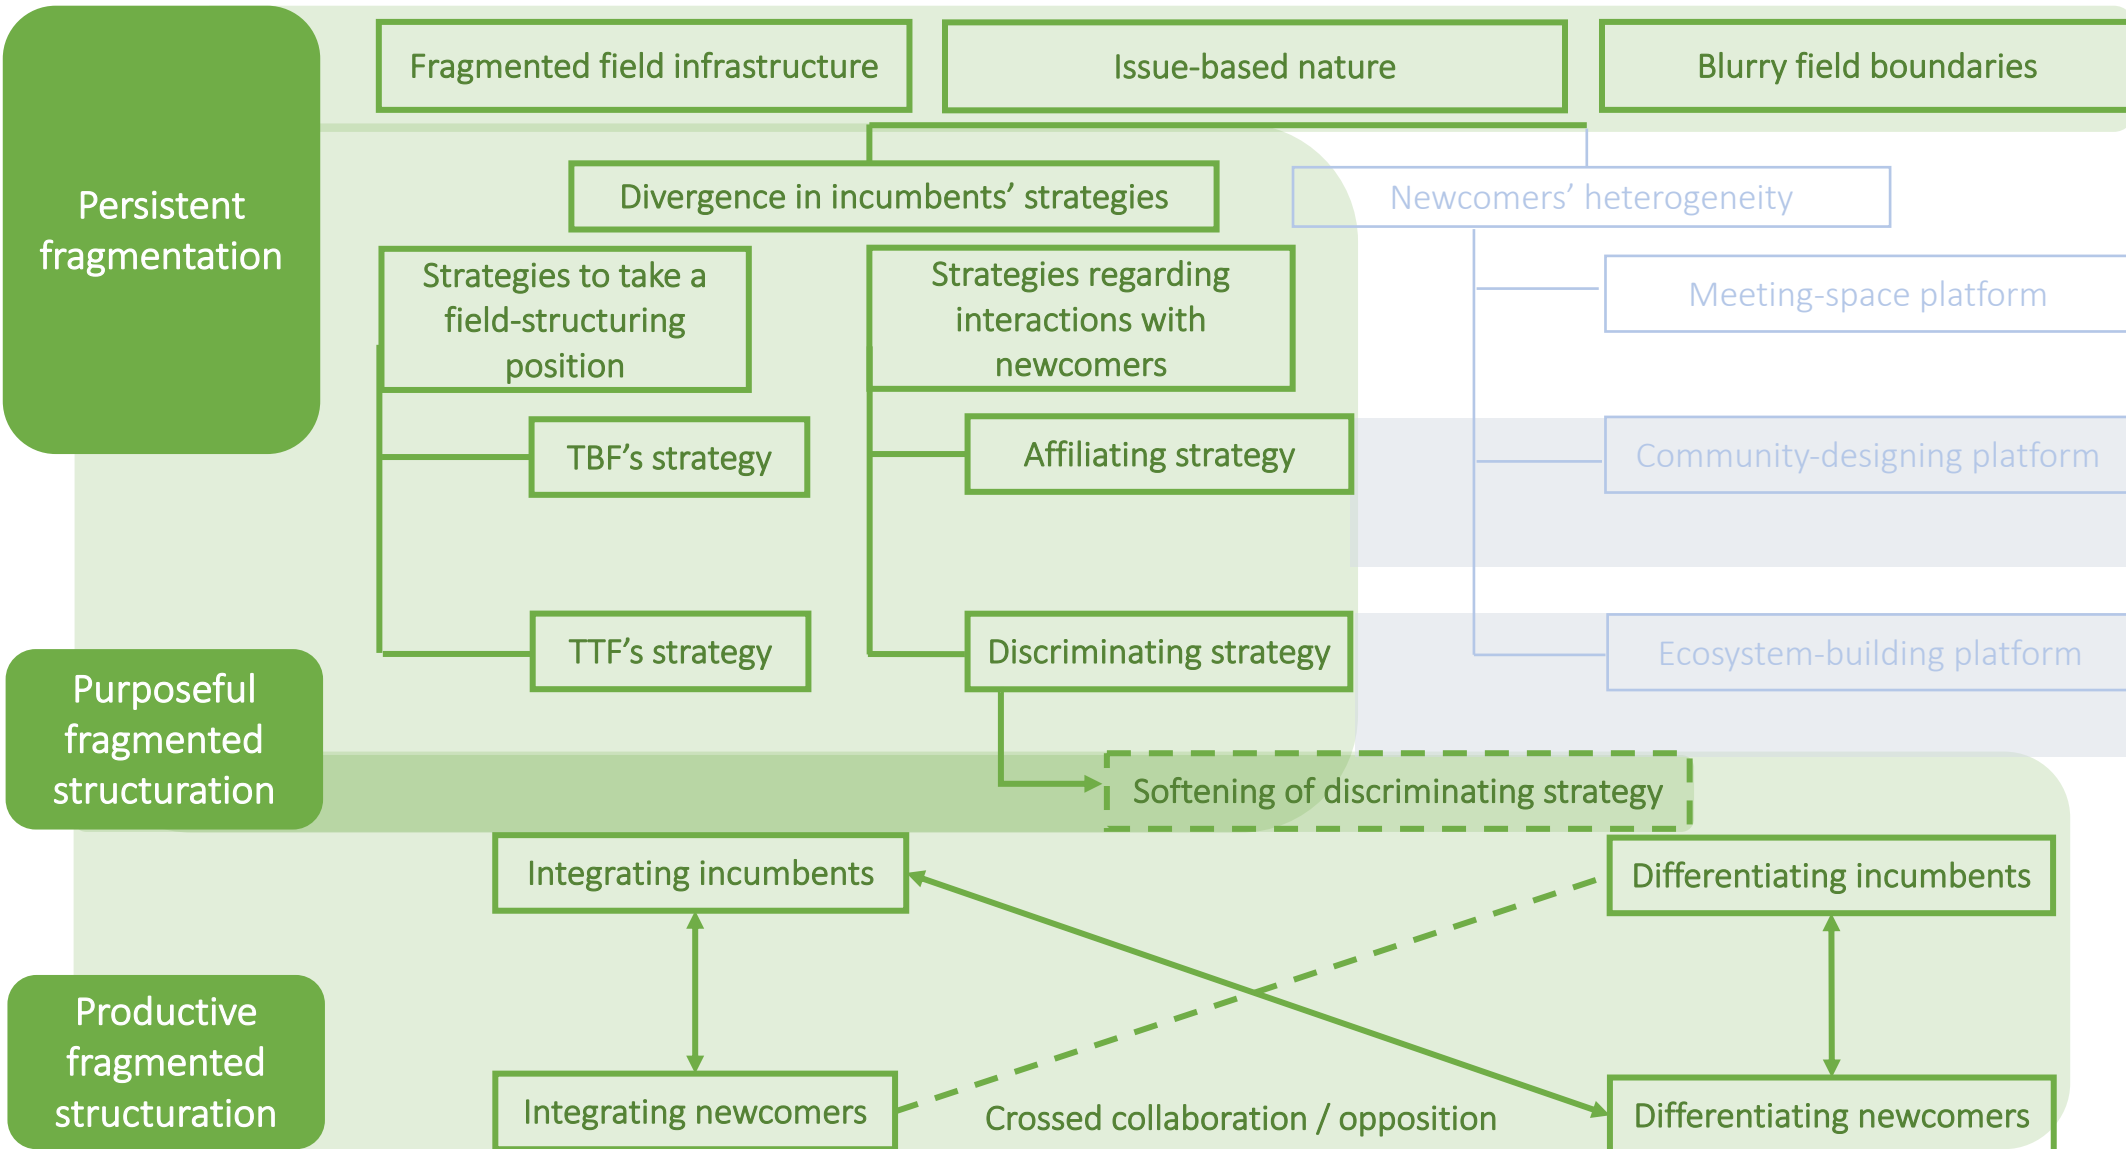 Fragmented field infrastructure
Issue-based nature
Blurry field boundaries
Persistent
fragmentation
Divergence in incumbents’ strategies
Newcomers’ heterogeneity
Strategies to take a
field-structuring
position
Strategies regarding
interactions with
newcomers
Meeting-space platform
TBF’s strategy
Affiliating strategy
Community-designing platform
TTF’s strategy
Discriminating strategy
Ecosystem-building platform
Purposeful
fragmented
structuration
Softening of discriminating strategy
Integrating incumbents
Differentiating incumbents
Productive
fragmented
structuration
Integrating newcomers
Crossed collaboration / opposition
Differentiating newcomers